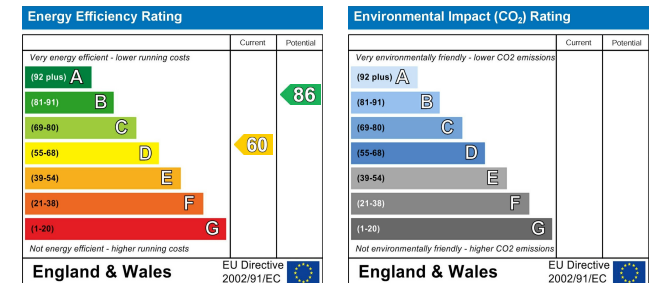 Energy Efficiency Rating
Current Potential
Very energy efficient - lower running costs
(92 plus) A
(81-91) B
86
(69-80) C
(55-68) D
60
(39-54) E
(21-38) F
(1-20) G
Not energy efficient - higher running costs
England & Wales
EU Directive
2002/91/EC
Environmental Impact (CO₂) Rating
Current Potential
Very environmentally friendly - lower CO2 emissions
(92 plus) A
(81-91) B
(69-80) C
(55-68) D
(39-54) E
(21-38) F
(1-20) G
Not environmentally friendly - higher CO2 emissions
England & Wales
EU Directive
2002/91/EC